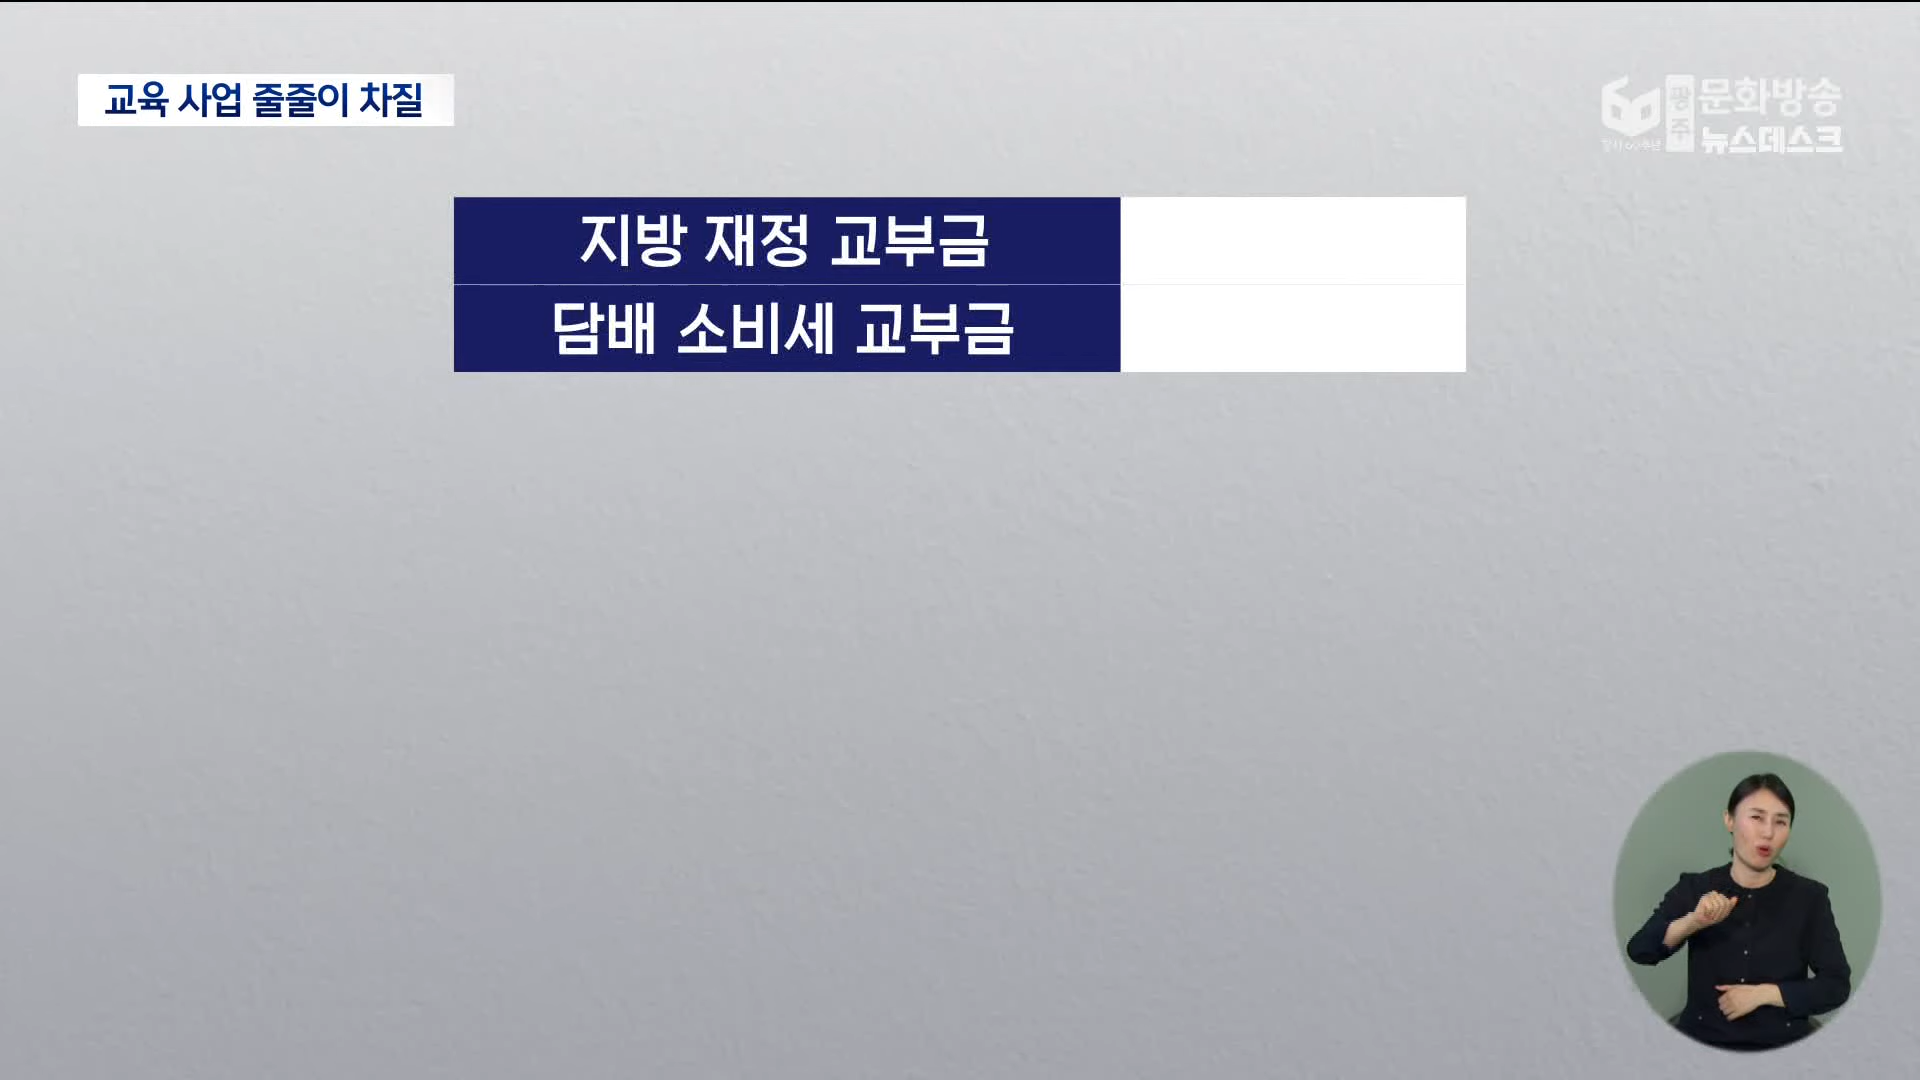 교육 사업 줄줄이 차질
광주
문화방송
뉴스데스크
지방 재정 교부금
담배 소비세 교부금